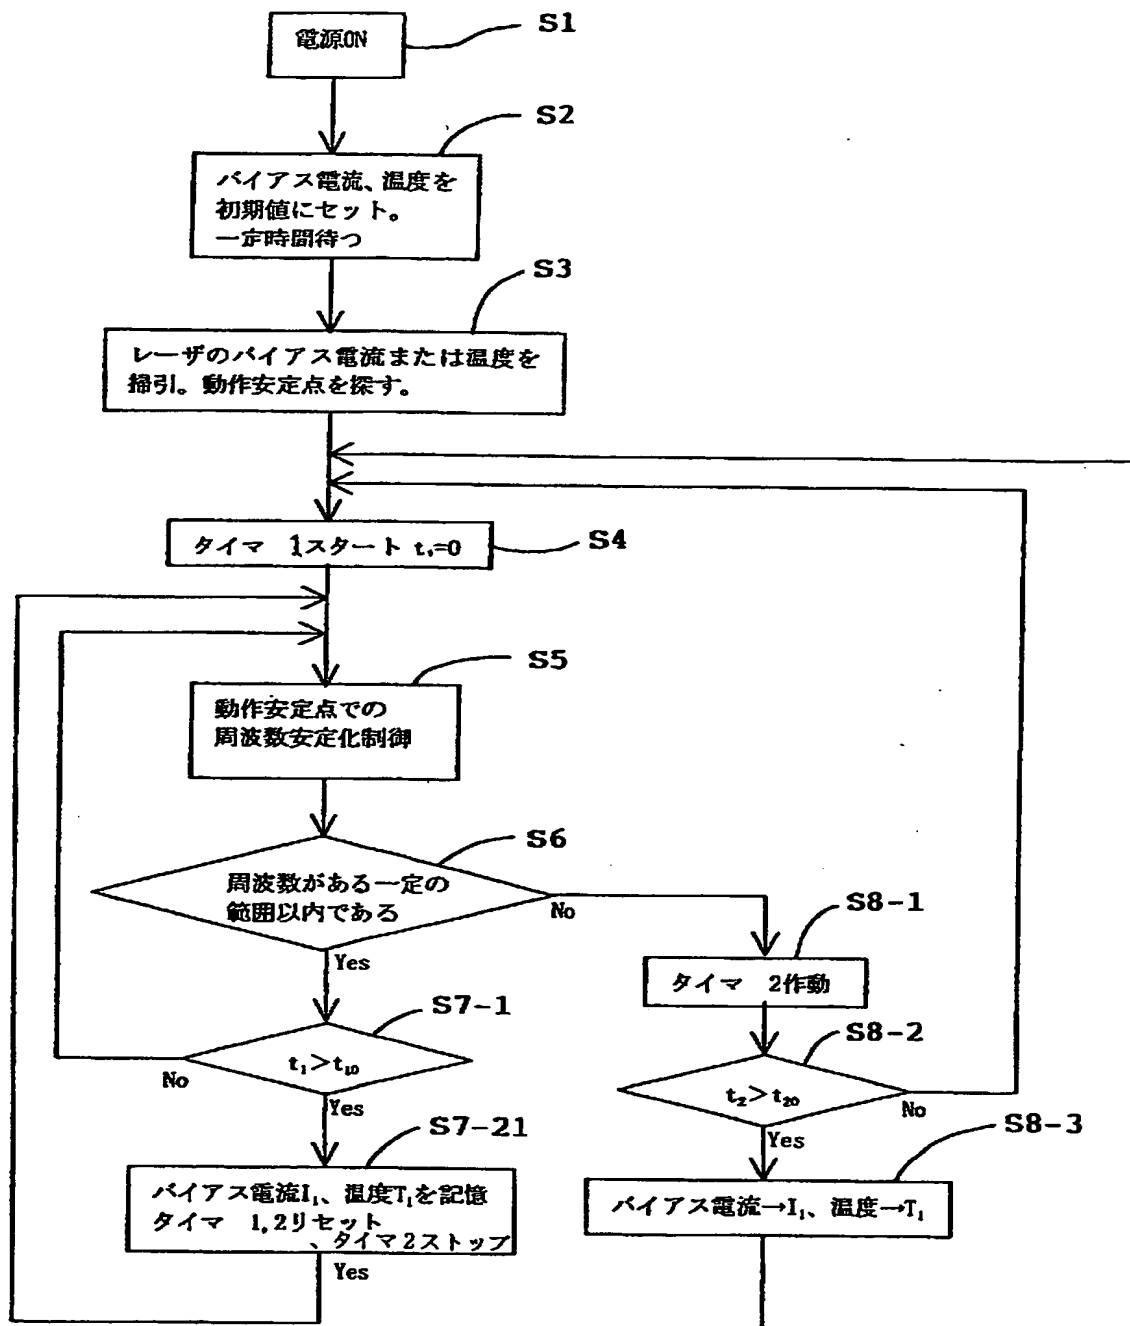 電源ON
S1
S2
バイアス電流、温度を
初期値にセット。
一定時間待つ
S3
レーザのバイアス電流または温度を
掃引。動作安定点を探す。
タイマ 1スタート t₁=0
S4
S5
動作安定点での
周波数安定化制御
S6
周波数がある一定の
範囲以内である
No
Yes
S8-1
タイマ 2作動
S7-1
t₁>t₁₀
No
Yes
S8-2
t₂>t₂₀
No
Yes
S7-21
バイアス電流I₁、温度T₁を記憶
タイマ 1,2リセット
、タイマ2ストップ
Yes
S8-3
バイアス電流→I₁、温度→T₁